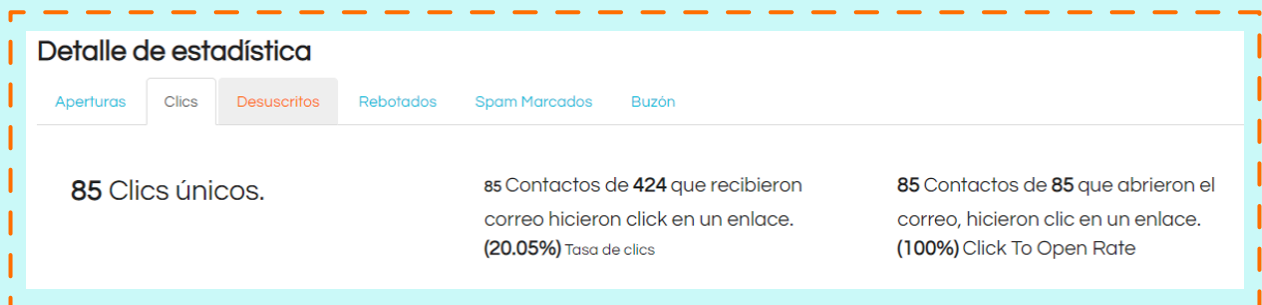 Detalle de estadística
Aperturas Clics Desuscritos Rebotados Spam Marcados Buzón
85 Clics únicos.
85 Contactos de 424 que recibieron
correo hicieron click en un enlace.
(20.05%) Tasa de clics
85 Contactos de 85 que abrieron el
correo, hicieron clic en un enlace.
(100%) Click To Open Rate